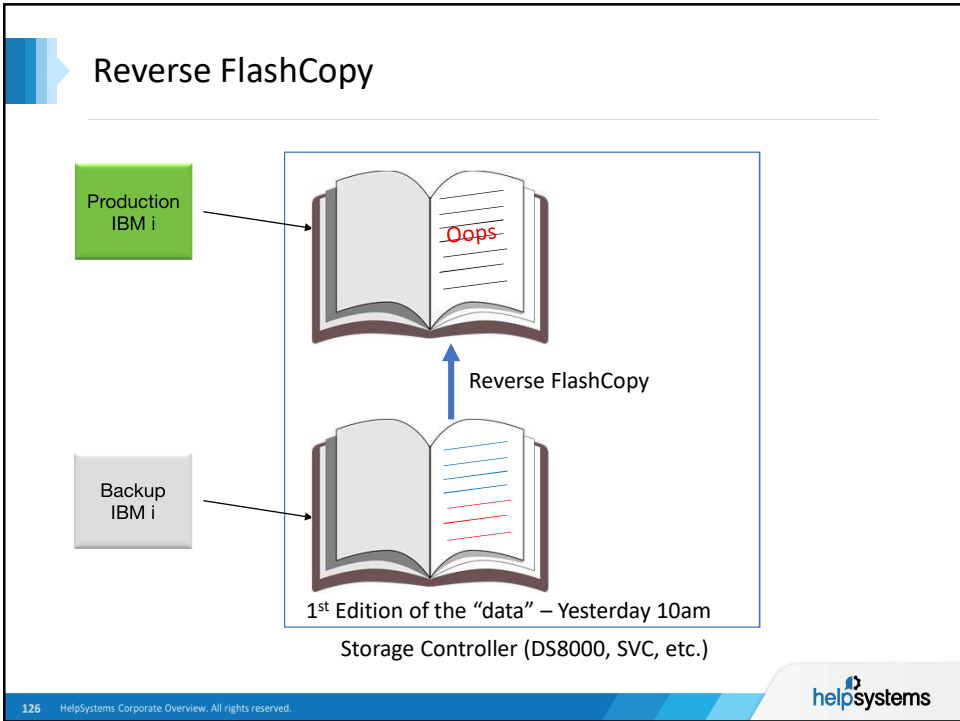 Reverse FlashCopy
Production
IBM i
Oops
Reverse FlashCopy
Backup
IBM i
1st Edition of the “data” – Yesterday 10am
Storage Controller (DS8000, SVC, etc.)
126 HelpSystems Corporate Overview. All rights reserved.
helpsystems